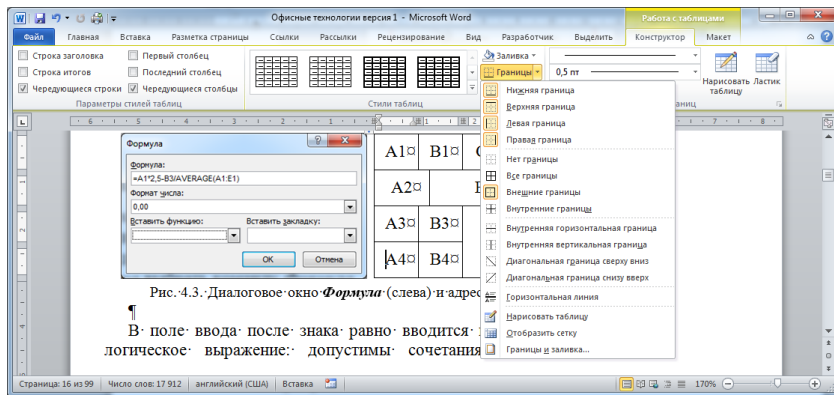 Офисные технологии версия 1 - Microsoft Word
Работа с таблицами
Файл Главная Вставка Разметка страницы Ссылки Рассылки Рецензирование Вид Разработчик Выделить Конструктор Макет
Строка заголовка Первый столбец
Строка итогов Последний столбец
Чередующиеся строки Чередующиеся столбцы
Параметры стилей таблиц
Стили таблиц
Заливка
Границы
0,5 пт
Нарисовать таблицу
Ластик
Нижняя граница
Верхняя граница
Левая граница
Правая граница
Нет границы
Все границы
Внешние границы
Внутренние границы
Внутренняя горизонтальная граница
Внутренняя вертикальная граница
Диагональная граница сверху вниз
Диагональная граница снизу вверх
Горизонтальная линия
Нарисовать таблицу
Отобразить сетку
Границы и заливка...
Формула
Формула:
=A1*2,5-B3/AVERAGE(A1:E1)
Формат числа:
0,00
Вставить функцию: Вставить закладку:
ОК Отмена
A1¤ B1¤
A2¤
A3¤ B3¤
A4¤ B4¤
Рис.·4.3.·Диалоговое·окно·Формула·(слева)·и·адрес
¶
В· поле· ввода· после· знака· равно· вводится·
логическое· выражение:· допустимы· сочетания
Страница: 16 из 99 Число слов: 17 912 английский (США) Вставка 170%